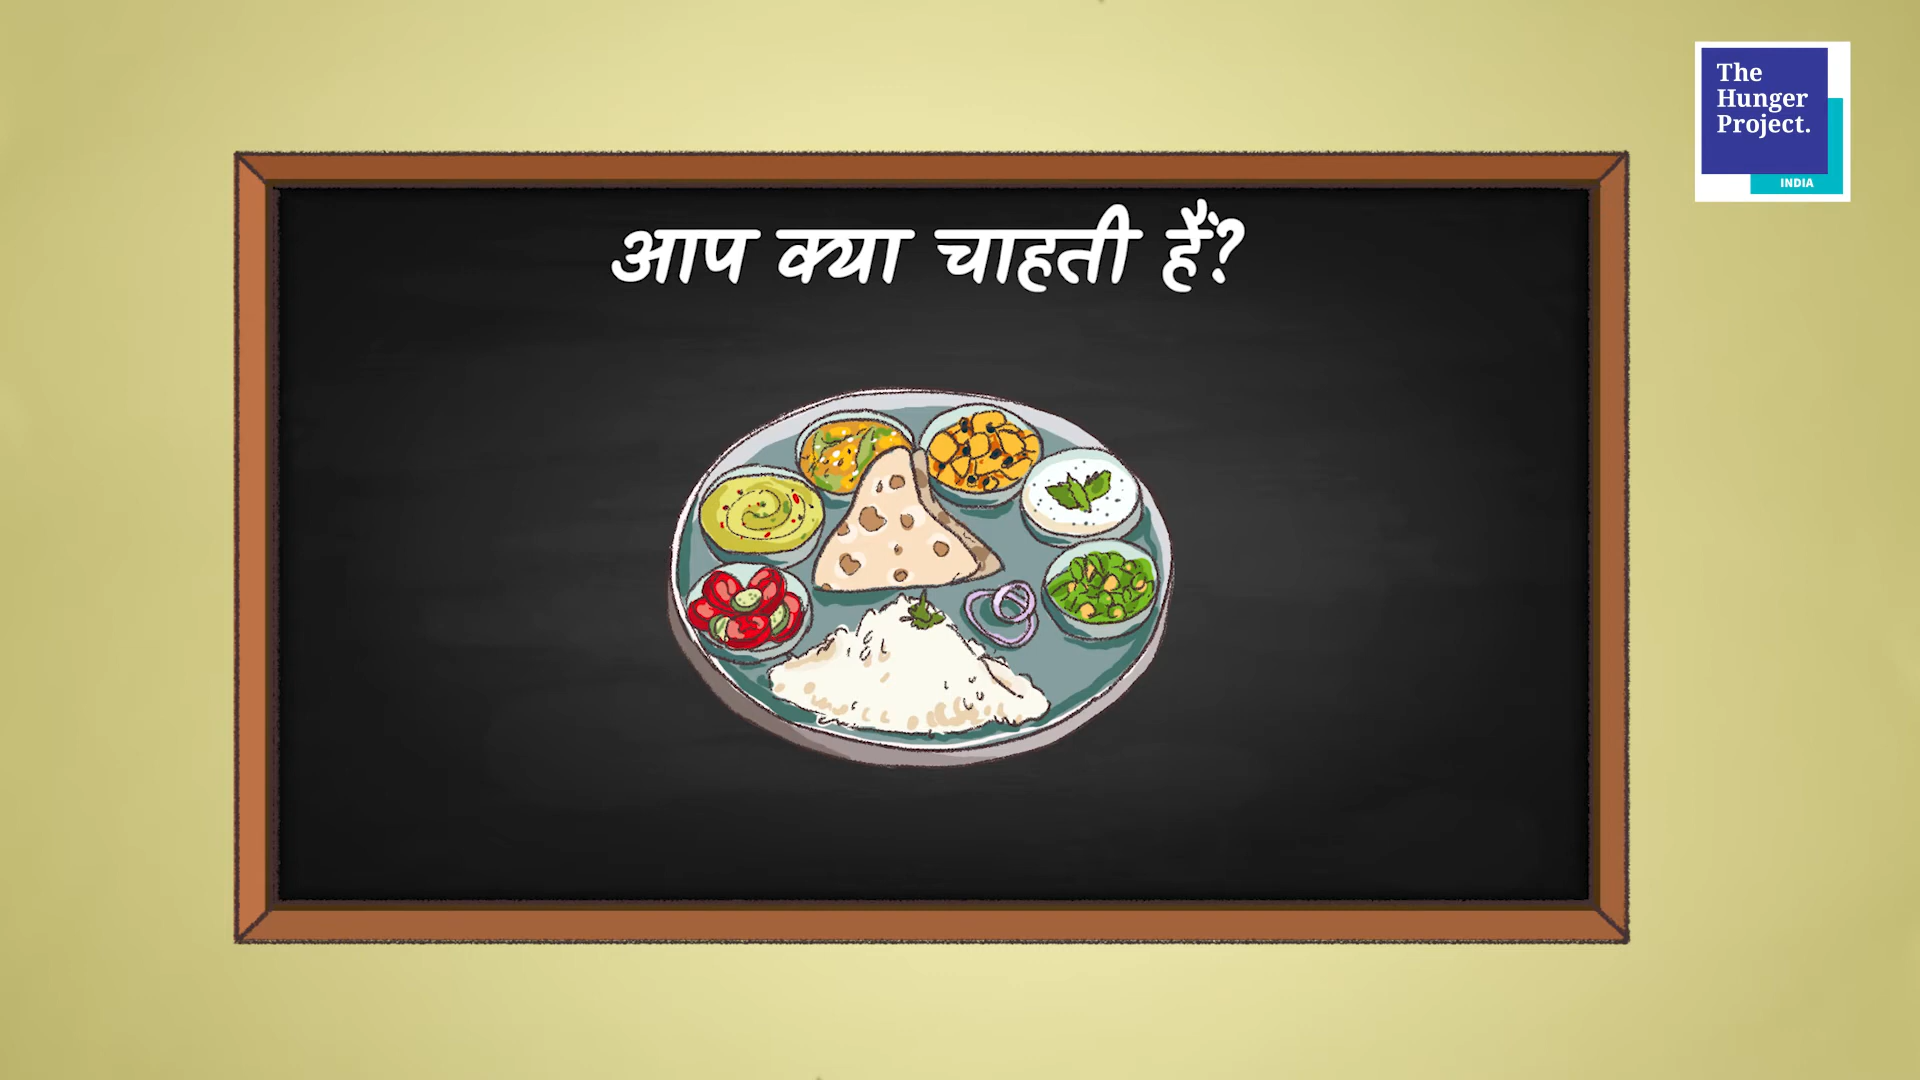 The
Hunger
Project.
INDIA
आप क्या चाहती हैं?